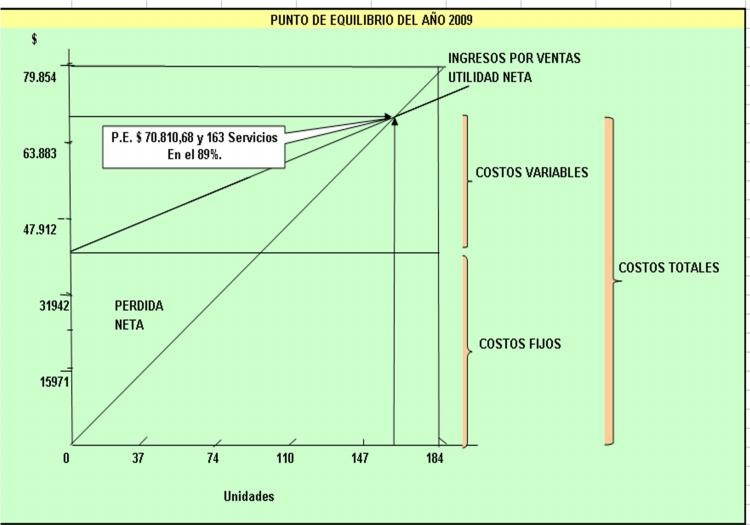 PUNTO DE EQUILIBRIO DEL AÑO 2009
$
INGRESOS POR VENTAS
79.854
UTILIDAD NETA
P.E. $ 70.810,68 y 163 Servicios
En el 89%.
63.883
COSTOS VARIABLES
47.912
COSTOS TOTALES
31942
PERDIDA
NETA
COSTOS FIJOS
15971
0 37 74 110 147 184
Unidades